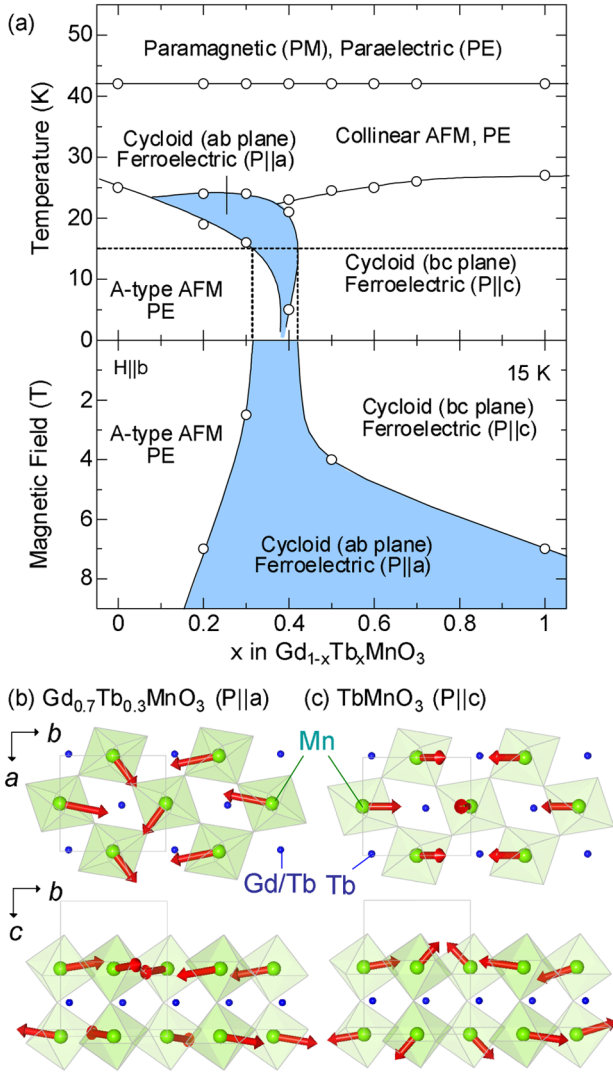 (a)
55
50
40
30
20
10
0
Temperature (K)
Paramagnetic (PM), Paraelectric (PE)
Cycloid (ab plane)
Ferroelectric (P||a)
Collinear AFM, PE
A-type AFM
PE
Cycloid (bc plane)
Ferroelectric (P||c)
H||b
15 K
2
4
6
8
Magnetic Field (T)
A-type AFM
PE
Cycloid (bc plane)
Ferroelectric (P||c)
Cycloid (ab plane)
Ferroelectric (P||a)
0 0.2 0.4 0.6 0.8 1
x in Gd₁₋ₓTbₓMnO₃
(b) Gd₀.₇Tb₀.₃MnO₃ (P||a)
(c) TbMnO₃ (P||c)
b
a
b
a
Mn
Gd/Tb
Tb
b
c
b
c